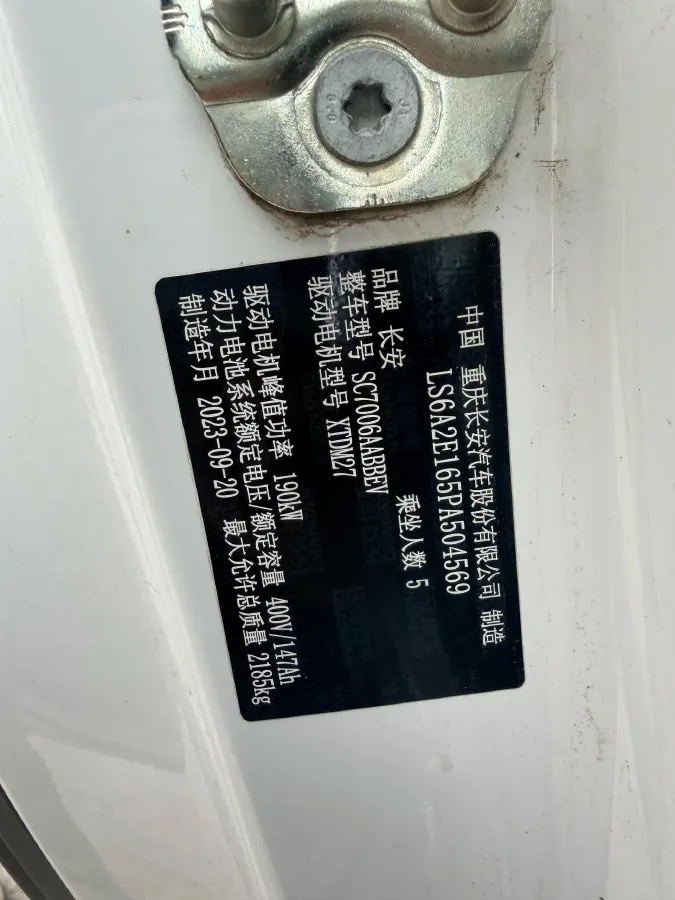 中国 重庆长安汽车股份有限公司 制造
LS6A2E165PA504569
品牌 长安 乘坐人数 5
整车型号 SC7006AABBEV
驱动电机型号 XTDM27
驱动电机峰值功率 190kW
动力电池系统额定电压/额定容量 400V/147Ah
制造年月 2023-09-20 最大允许总质量 2185kg